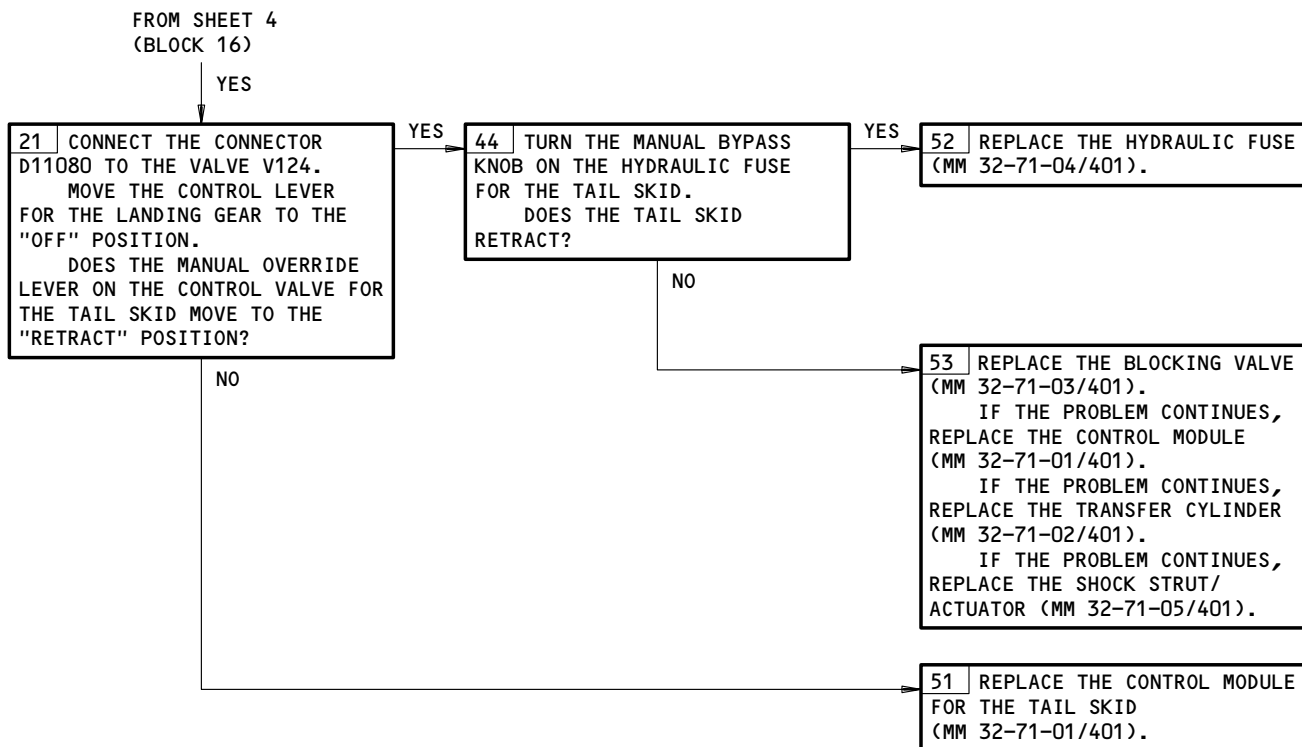 FROM SHEET 4
(BLOCK 16)
YES
21 CONNECT THE CONNECTOR
D11080 TO THE VALVE V124.
MOVE THE CONTROL LEVER
FOR THE LANDING GEAR TO THE
"OFF" POSITION.
DOES THE MANUAL OVERRIDE
LEVER ON THE CONTROL VALVE FOR
THE TAIL SKID MOVE TO THE
"RETRACT" POSITION?
YES
NO
44 TURN THE MANUAL BYPASS
KNOB ON THE HYDRAULIC FUSE
FOR THE TAIL SKID.
DOES THE TAIL SKID
RETRACT?
YES
NO
52 REPLACE THE HYDRAULIC FUSE
(MM 32-71-04/401).
53 REPLACE THE BLOCKING VALVE
(MM 32-71-03/401).
IF THE PROBLEM CONTINUES,
REPLACE THE CONTROL MODULE
(MM 32-71-01/401).
IF THE PROBLEM CONTINUES,
REPLACE THE TRANSFER CYLINDER
(MM 32-71-02/401).
IF THE PROBLEM CONTINUES,
REPLACE THE SHOCK STRUT/
ACTUATOR (MM 32-71-05/401).
51 REPLACE THE CONTROL MODULE
FOR THE TAIL SKID
(MM 32-71-01/401).